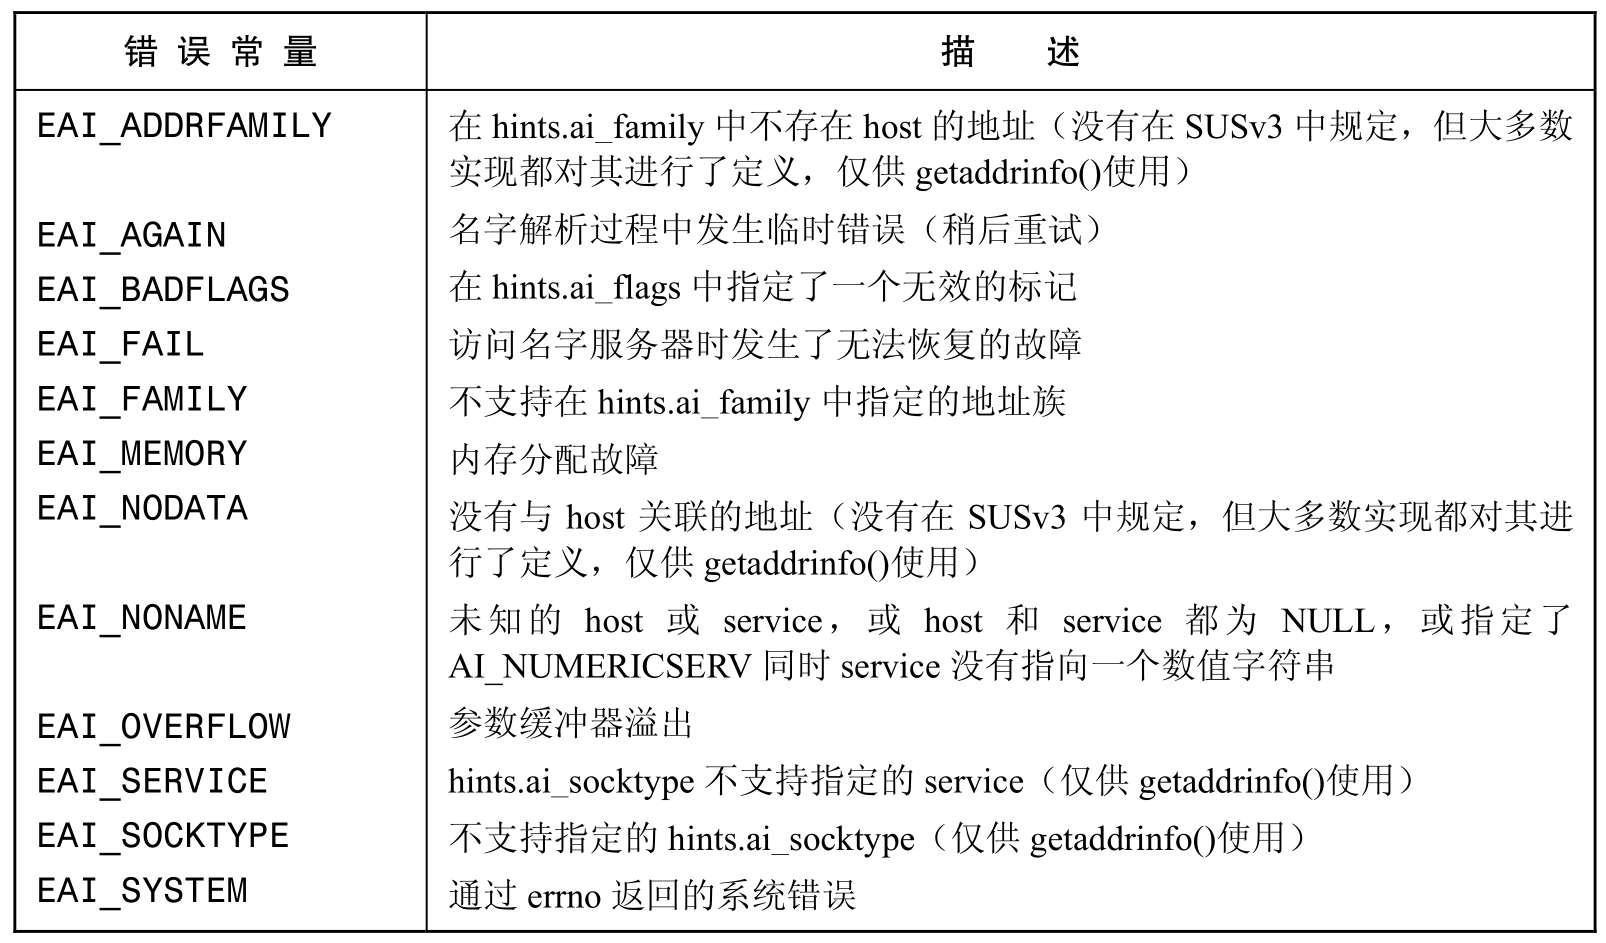 错误常量 描述
EAI_ADDRFAMILY 在 hints.ai_family 中不存在 host 的地址（没有在 SUSv3 中规定，但大多数
实现都对其进行了定义，仅供 getaddrinfo()使用）
EAI_AGAIN 名字解析过程中发生临时错误（稍后重试）
EAI_BADFLAGS 在 hints.ai_flags 中指定了一个无效的标记
EAI_FAIL 访问名字服务器时发生了无法恢复的故障
EAI_FAMILY 不支持在 hints.ai_family 中指定的地址族
EAI_MEMORY 内存分配故障
EAI_NODATA 没有与 host 关联的地址（没有在 SUSv3 中规定，但大多数实现都对其进
行了定义，仅供 getaddrinfo()使用）
EAI_NONAME 未知的 host 或 service，或 host 和 service 都为 NULL，或指定了
AI_NUMERICSERV 同时 service 没有指向一个数值字符串
EAI_OVERFLOW 参数缓冲器溢出
EAI_SERVICE hints.ai_socktype 不支持指定的 service（仅供 getaddrinfo()使用）
EAI_SOCKTYPE 不支持指定的 hints.ai_socktype（仅供 getaddrinfo()使用）
EAI_SYSTEM 通过 errno 返回的系统错误